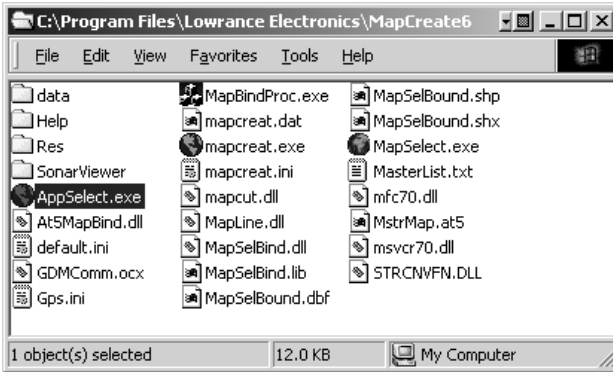 C:\Program Files\Lowrance Electronics\MapCreate6
File Edit View Favorites Tools Help
data
Help
Res
SonarViewer
AppSelect.exe
At5MapBind.dll
default.ini
GDMComm.ocx
Gps.ini
MapBindProc.exe
mapcreat.dat
mapcreat.exe
mapcreat.ini
mapcut.dll
MapLine.dll
MapSelBind.dll
MapSelBind.lib
MapSelBound.dbf
MapSelBound.shp
MapSelBound.shx
MapSelect.exe
MasterList.txt
mfc70.dll
MstrMap.at5
msvcr70.dll
STRCNVFN.DLL
1 object(s) selected 12.0 KB My Computer